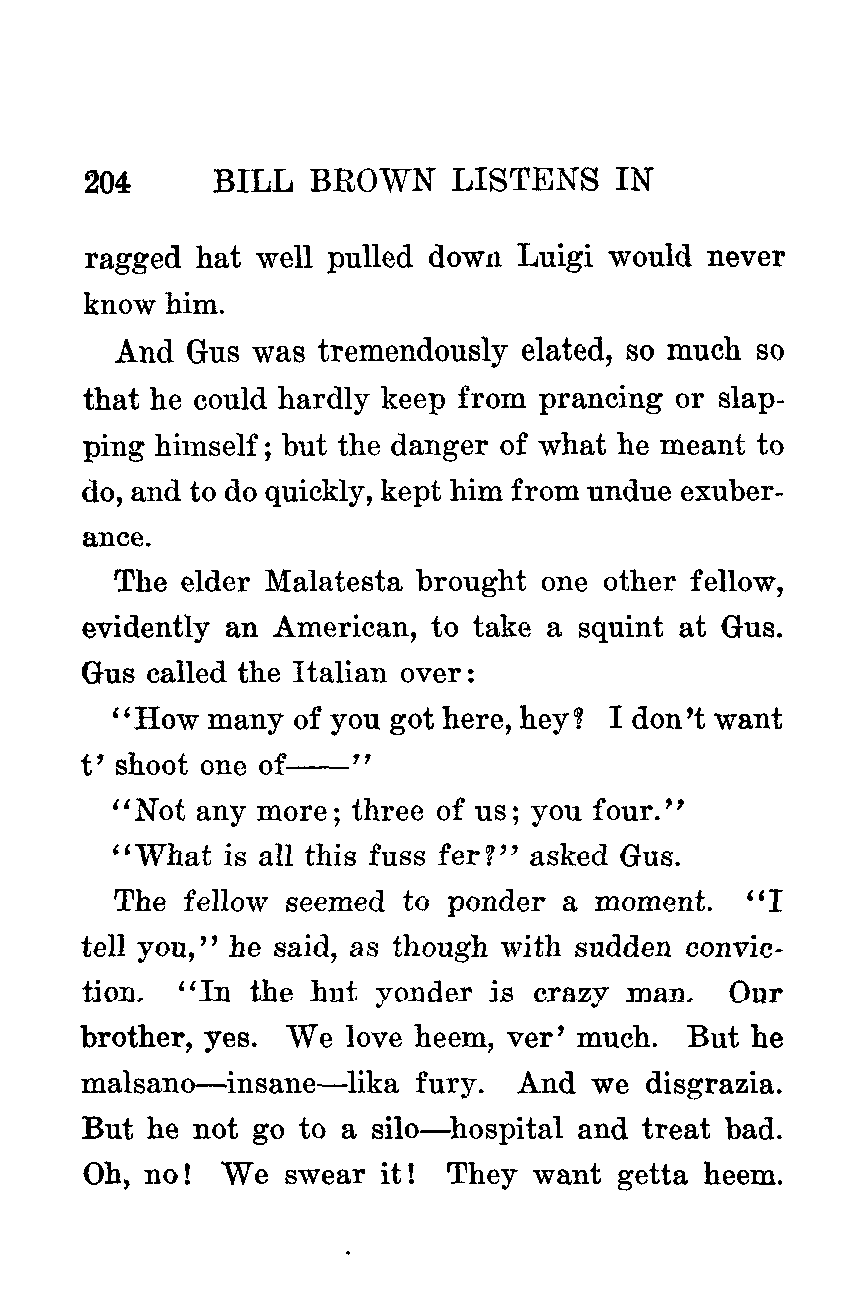 204 BILL BROWN LISTENS IN
ragged hat well pulled down Luigi would never
know him.
And Gus was tremendously elated, so much so
that he could hardly keep from prancing or slap-
ping himself; but the danger of what he meant to
do, and to do quickly, kept him from undue exuber-
ance.
The elder Malatesta brought one other fellow,
evidently an American, to take a squint at Gus.
Gus called the Italian over:
“How many of you got here, hey? I don’t want
t’ shoot one of——”
“Not any more; three of us; you four.”
“What is all this fuss fer?” asked Gus.
The fellow seemed to ponder a moment. “I
tell you,” he said, as though with sudden convic-
tion. “In the hut yonder is crazy man. Our
brother, yes. We love heem, ver’ much. But he
malsano—insane—lika fury. And we disgrazia.
But he not go to a silo—hospital and treat bad.
Oh, no! We swear it! They want getta heem.